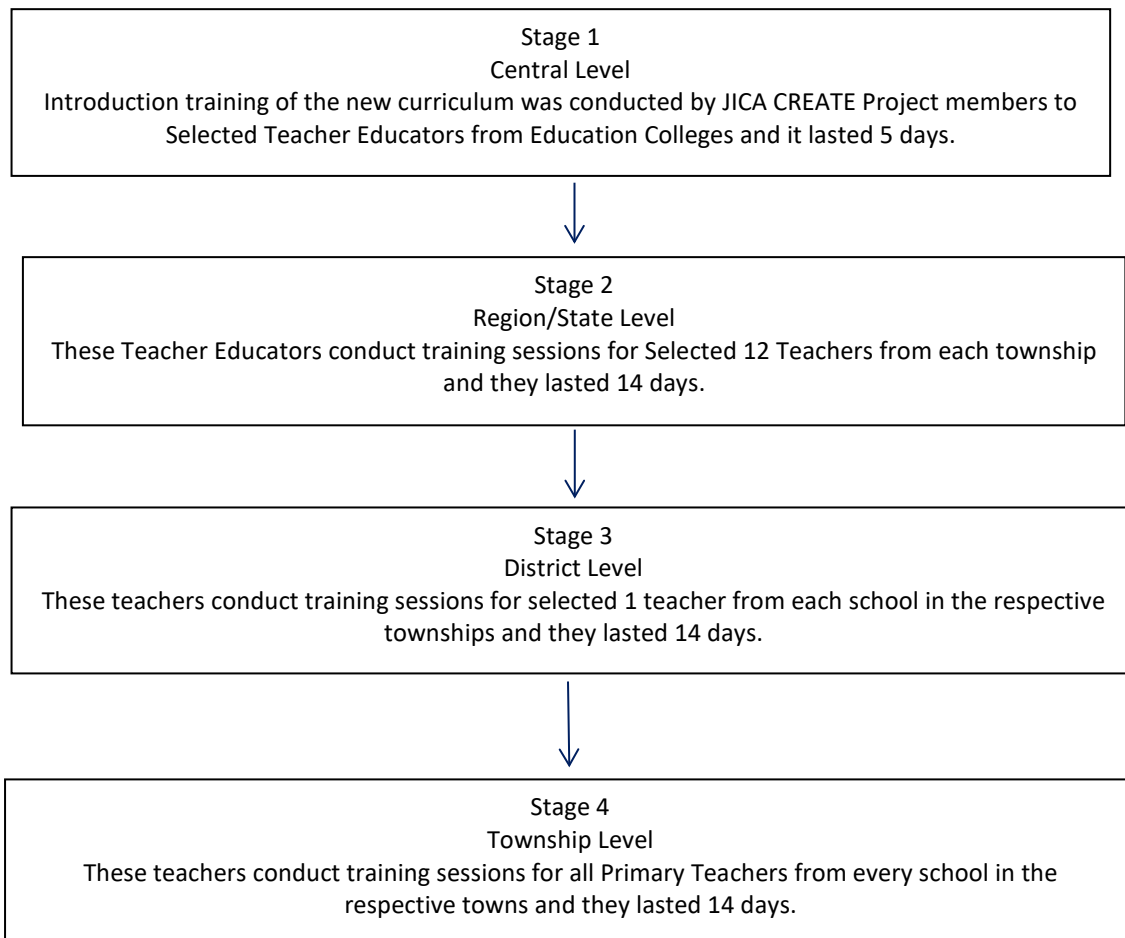 Stage 1
Central Level
Introduction training of the new curriculum was conducted by JICA CREATE Project members to
Selected Teacher Educators from Education Colleges and it lasted 5 days.
Stage 2
Region/State Level
These Teacher Educators conduct training sessions for Selected 12 Teachers from each township
and they lasted 14 days.
Stage 3
District Level
These teachers conduct training sessions for selected 1 teacher from each school in the respective
townships and they lasted 14 days.
Stage 4
Township Level
These teachers conduct training sessions for all Primary Teachers from every school in the
respective towns and they lasted 14 days.